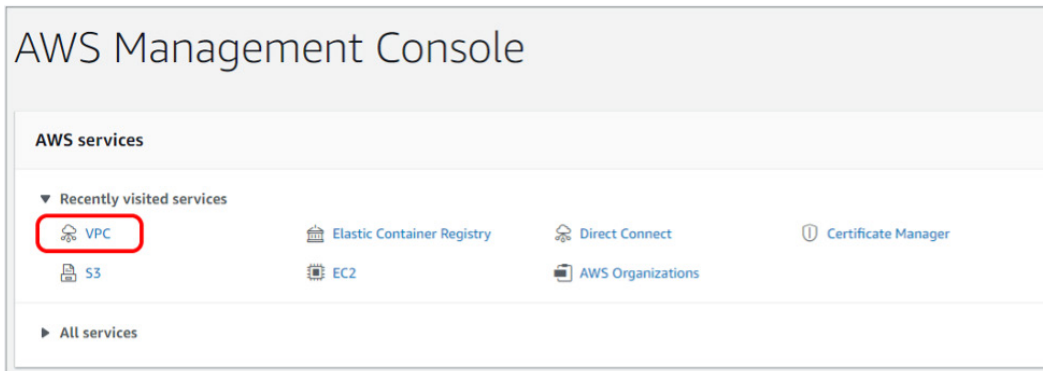 AWS Management Console
AWS services
Recently visited services
VPC Elastic Container Registry Direct Connect Certificate Manager
S3 EC2 AWS Organizations
All services